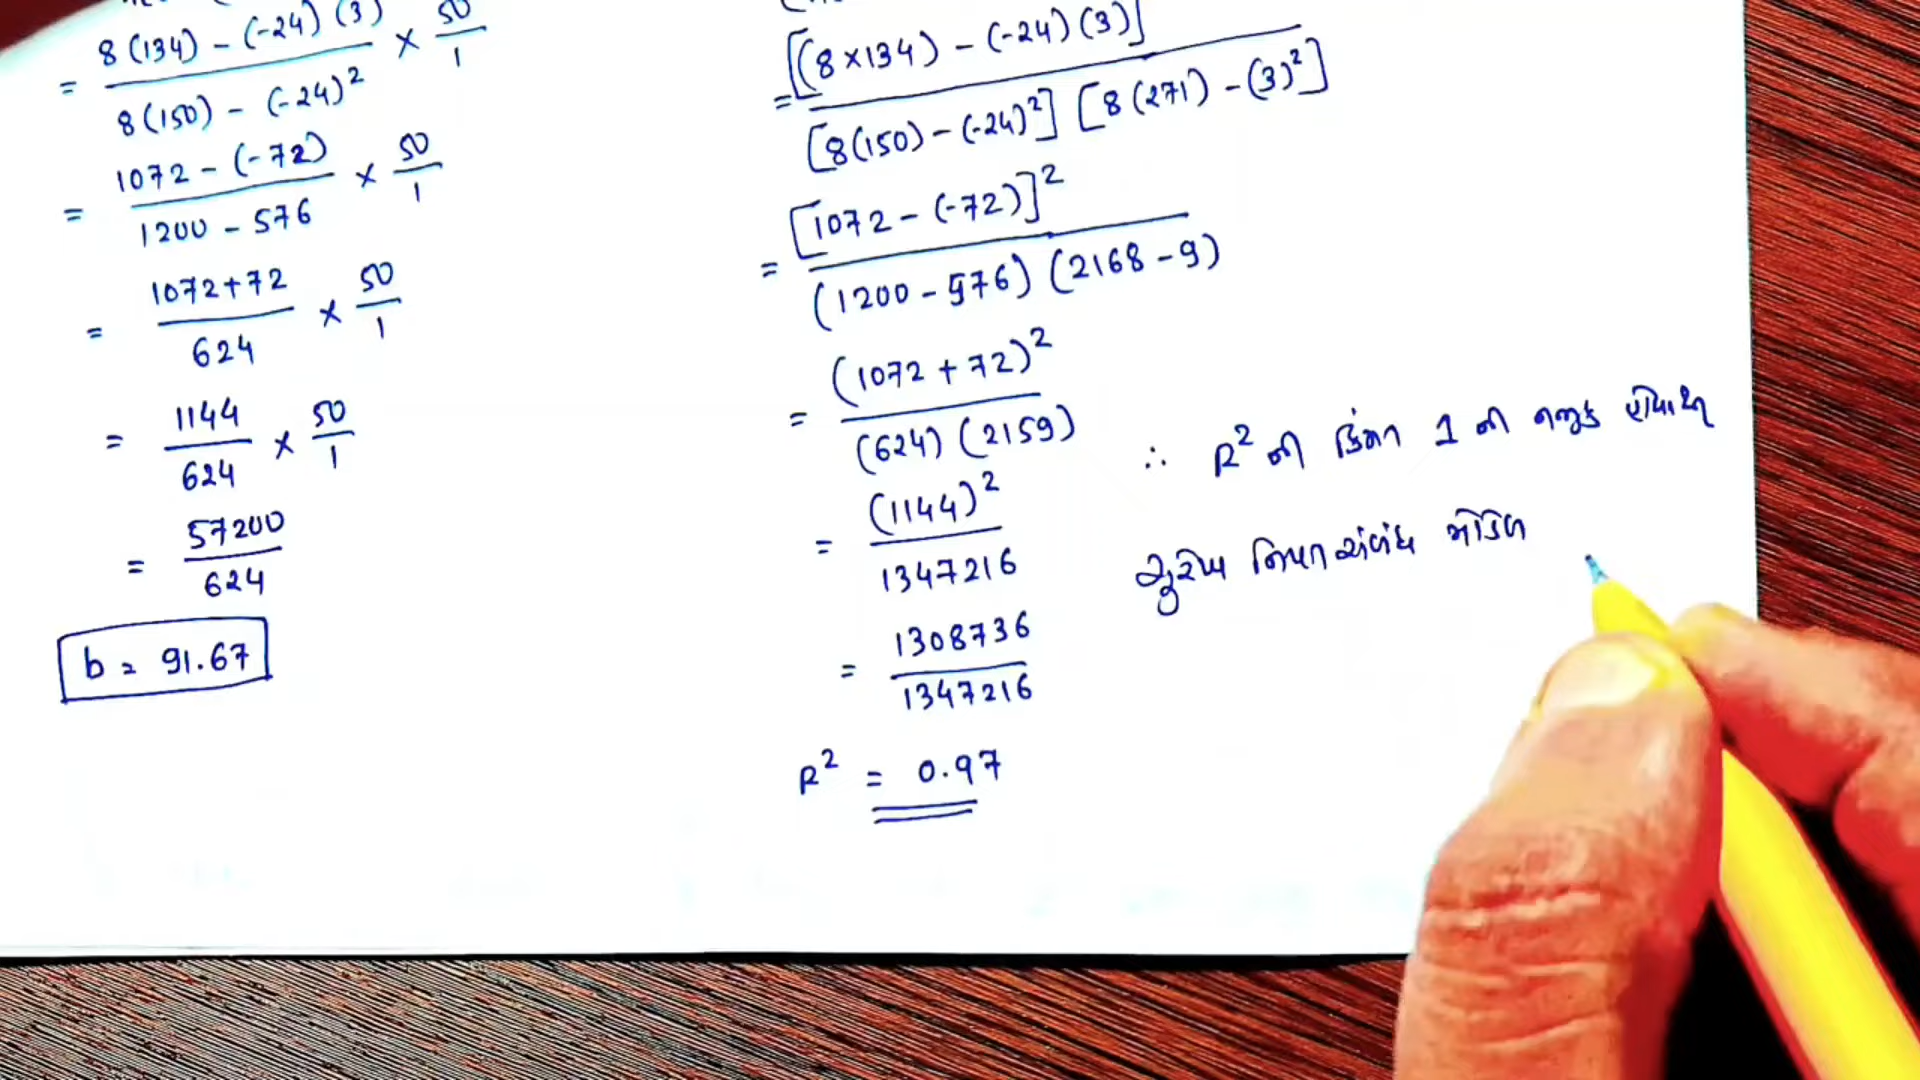 = 8(134) - (-24)(3) / 8(150) - (-24)² × 50/1
= 1072 - (-72) / 1200 - 576 × 50/1
= 1072+72 / 624 × 50/1
= 1144 / 624 × 50/1
= 57200 / 624
b = 91.67
= [(8×134) - (-24)(3)] / [8(150) - (-24)²] [8(271) - (3)²]
= [1072 - (-72)]² / (1200 - 576) (2168 - 9)
= (1072 + 72)² / (624) (2159)
= (1144)² / 1347216
= 1308736 / 1347216
R² = 0.97
∴ R² ની કિંમત 1 ની નજીક હોવાથી
સુરેખ નિયતસંબંધ મોડેલ